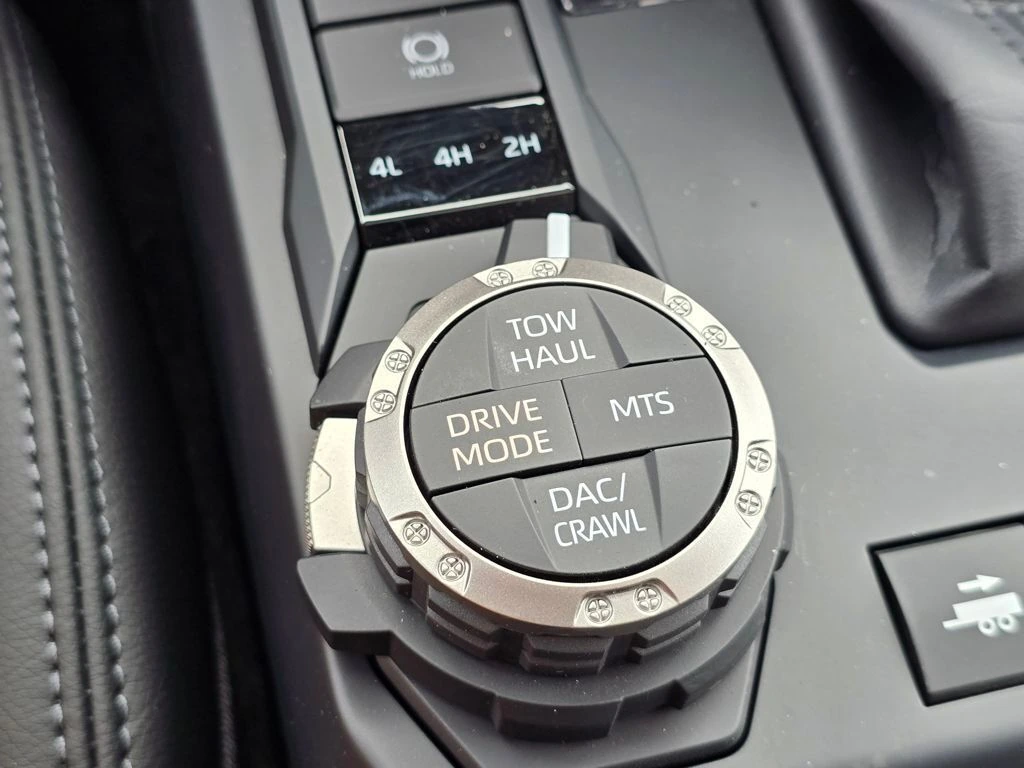 HOLD
4L 4H 2H
TOW
HAUL
DRIVE
MODE
MTS
DAC/
CRAWL